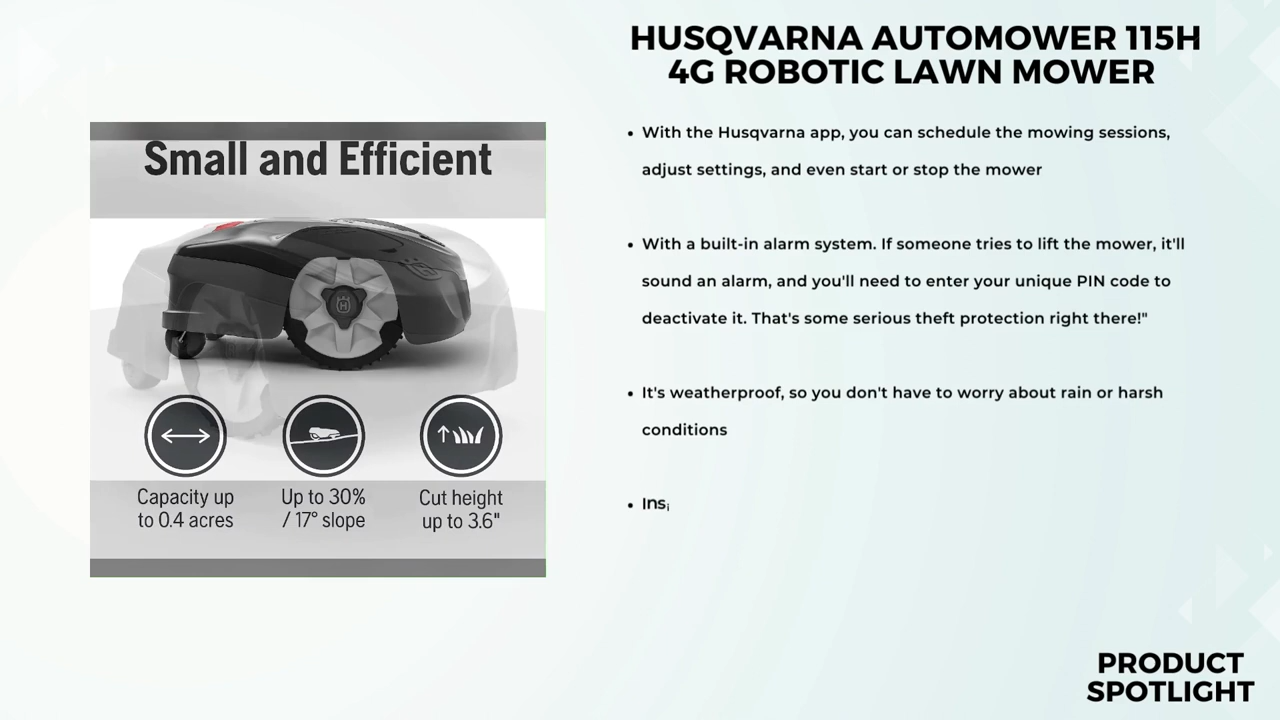 HUSQVARNA AUTOMOWER 115H
4G ROBOTIC LAWN MOWER
Small and Efficient
Capacity up
to 0.4 acres
Up to 30%
/ 17° slope
Cut height
up to 3.6"
• With the Husqvarna app, you can schedule the mowing sessions,
adjust settings, and even start or stop the mower
• With a built-in alarm system. If someone tries to lift the mower, it'll
sound an alarm, and you'll need to enter your unique PIN code to
deactivate it. That's some serious theft protection right there!"
• It's weatherproof, so you don't have to worry about rain or harsh
conditions
• Insi
PRODUCT
SPOTLIGHT